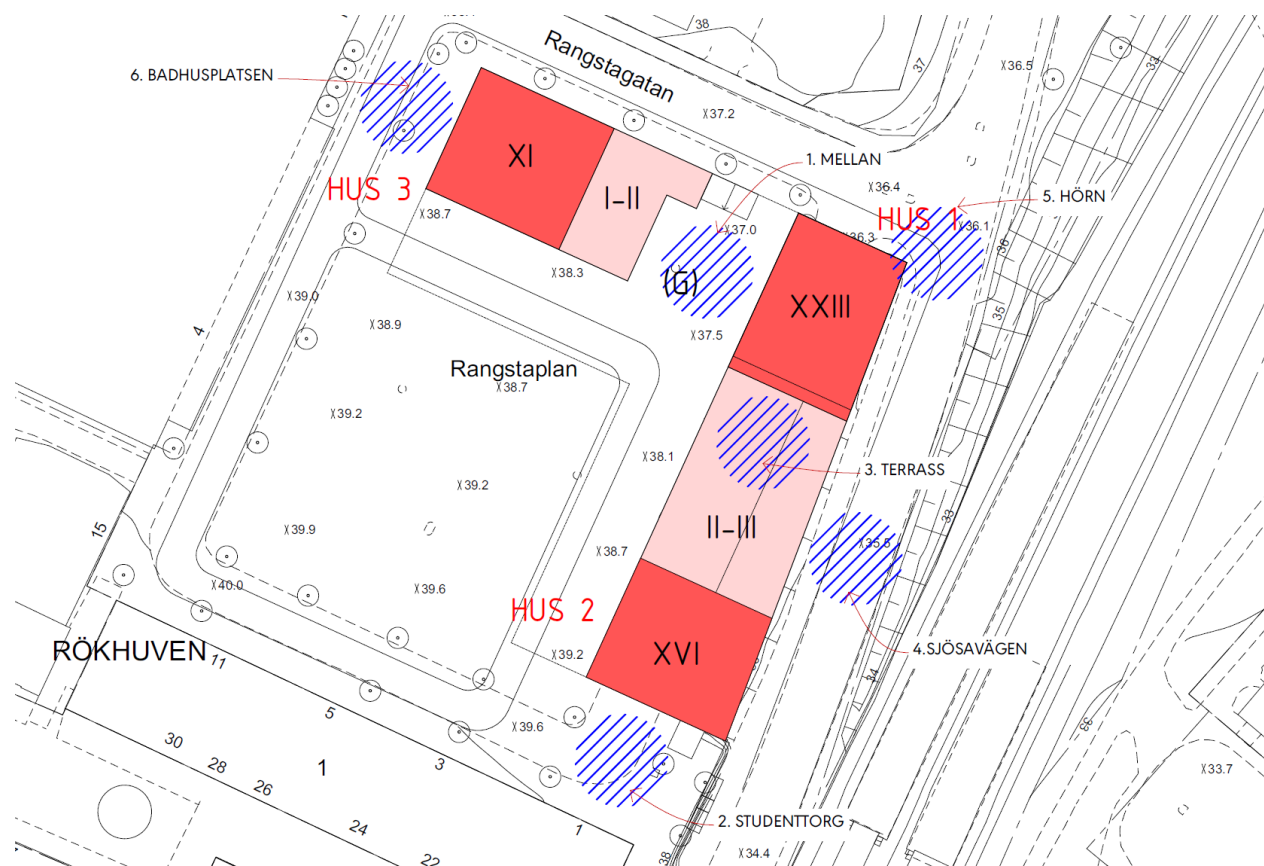 38
Rangstagatan
37
33
X36.5
6. BADHUSPLATSEN
X37.2
XI
I-II
1. MELLAN
HUS 3
X36.4
5. HÖRN
X38.7
HUS 1
X36.1
X37.0
X36.3
36
X38.3
(G)
X39.0
XXIII
35
4
X38.9
X37.5
Rangstaplan
X38.7
X39.2
X38.1
3. TERRASS
X39.2
II-III
33
15
X39.9
X38.7
X35.5
X40.0
X39.6
HUS 2
RÖKHUVEN
11
X39.2
XVI
4.SJÖSAVÄGEN
34
5
X39.6
33
30
28
1
3
X33.7
26
24
1
2. STUDENTTORG
22
38
X34.4